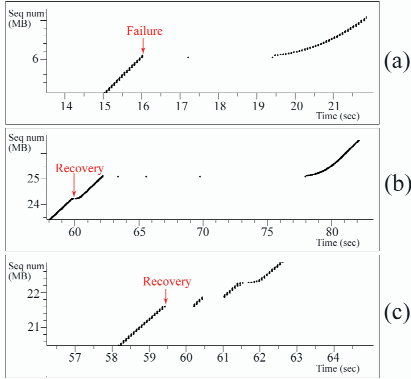 Seq num
(MB)
Failure
6
14 15 16 17 18 19 20 21
Time (sec)
(a)
Seq num
(MB)
Recovery
25
24
60 65 70 75 80
Time (sec)
(b)
Seq num
(MB)
Recovery
22
21
57 58 59 60 61 62 63 64
Time (sec)
(c)